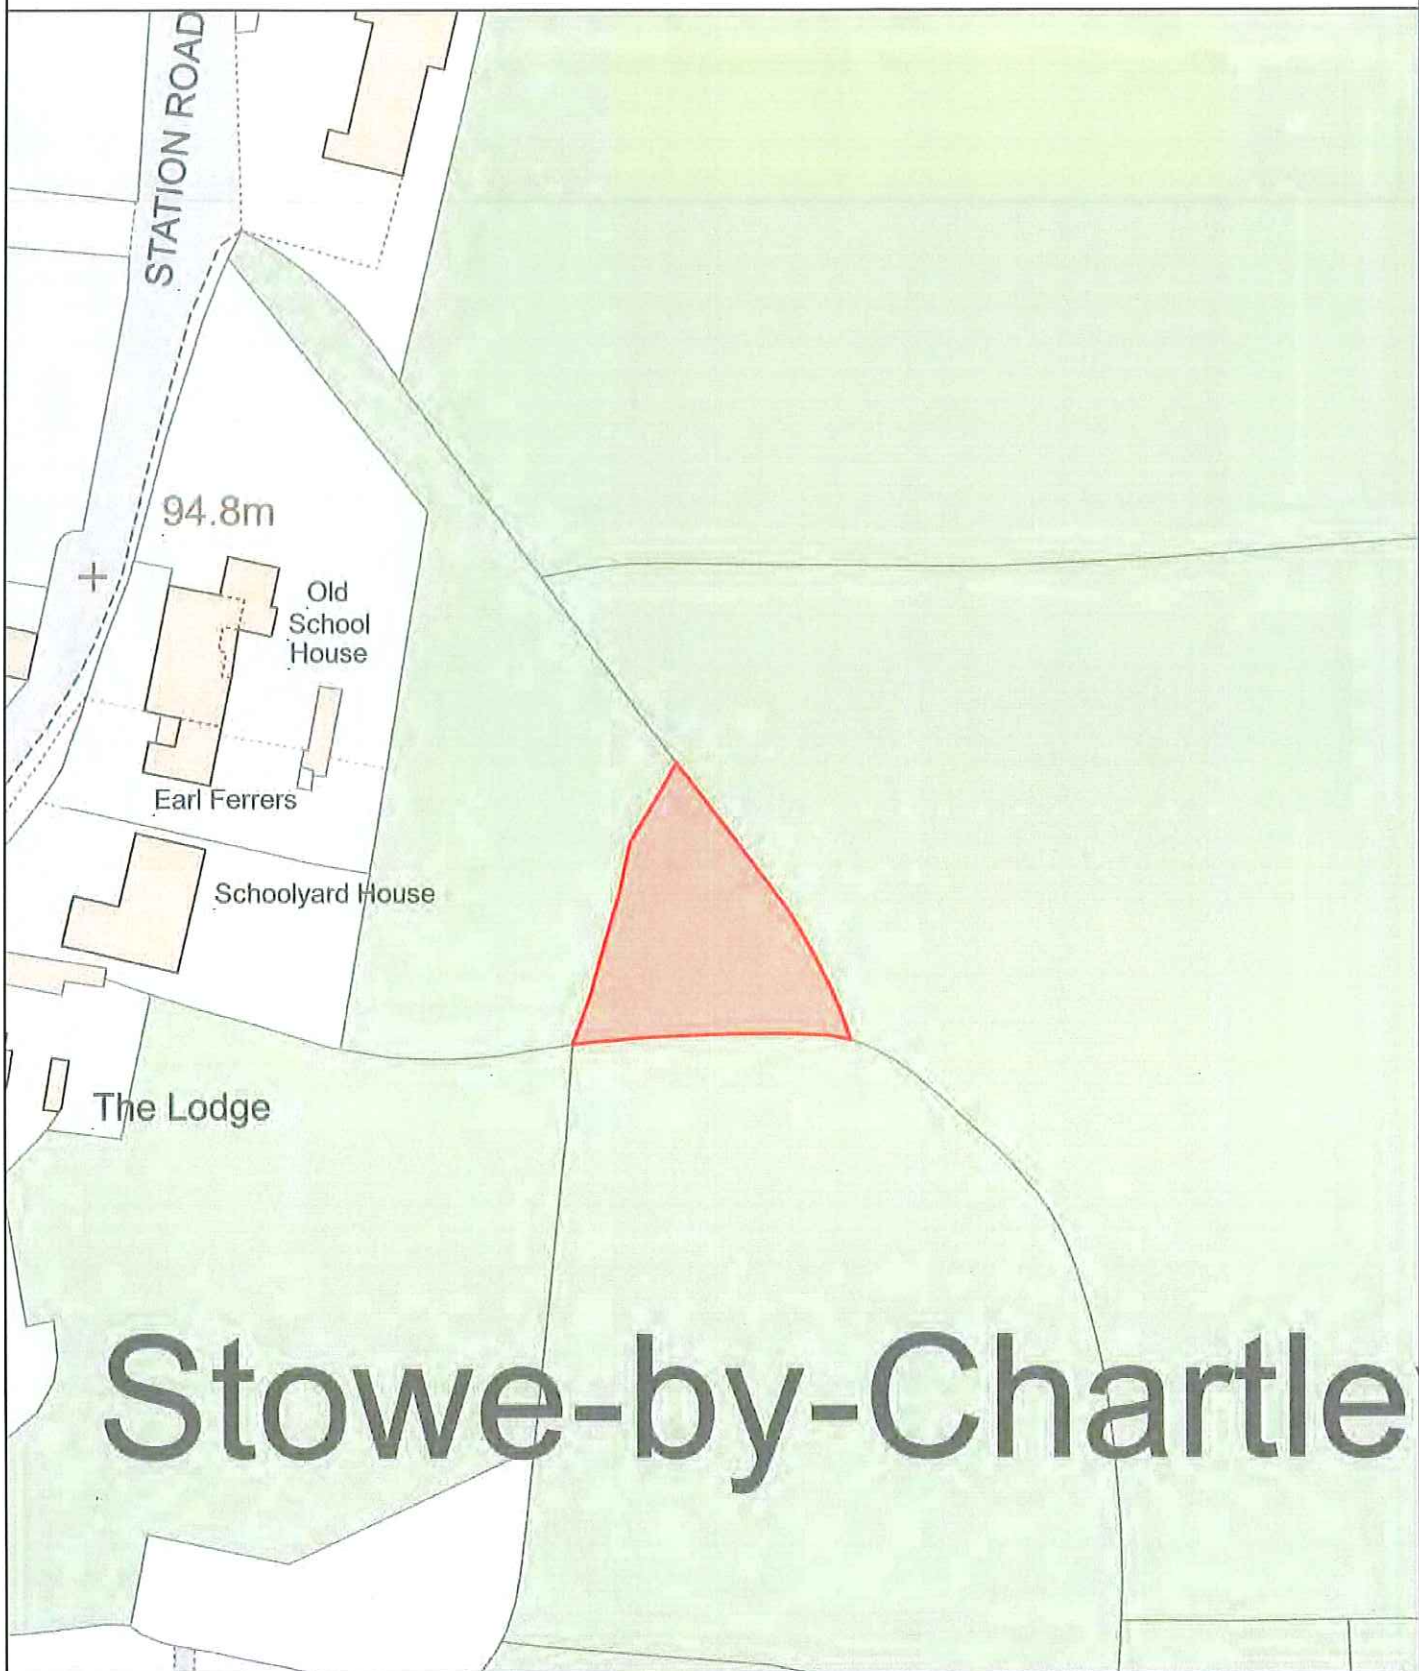 STATION ROAD
94.8m
Old
School
House
Earl Ferrers
Schoolyard House
The Lodge
Stowe-by-Chartle